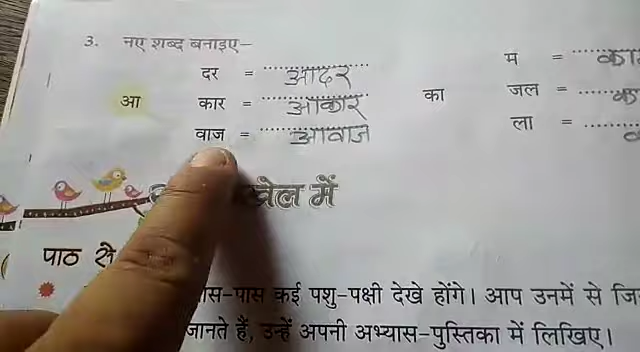 3. नए शब्द बनाइए–
दर = आदर
आ कार = आकार
वाज = आवाज
म =
का जल =
ला =
खेल में
पाठ से
आस-पास कई पशु-पक्षी देखे होंगे। आप उनमें से
जानते हैं, उन्हें अपनी अभ्यास-पुस्तिका में लिखिए।